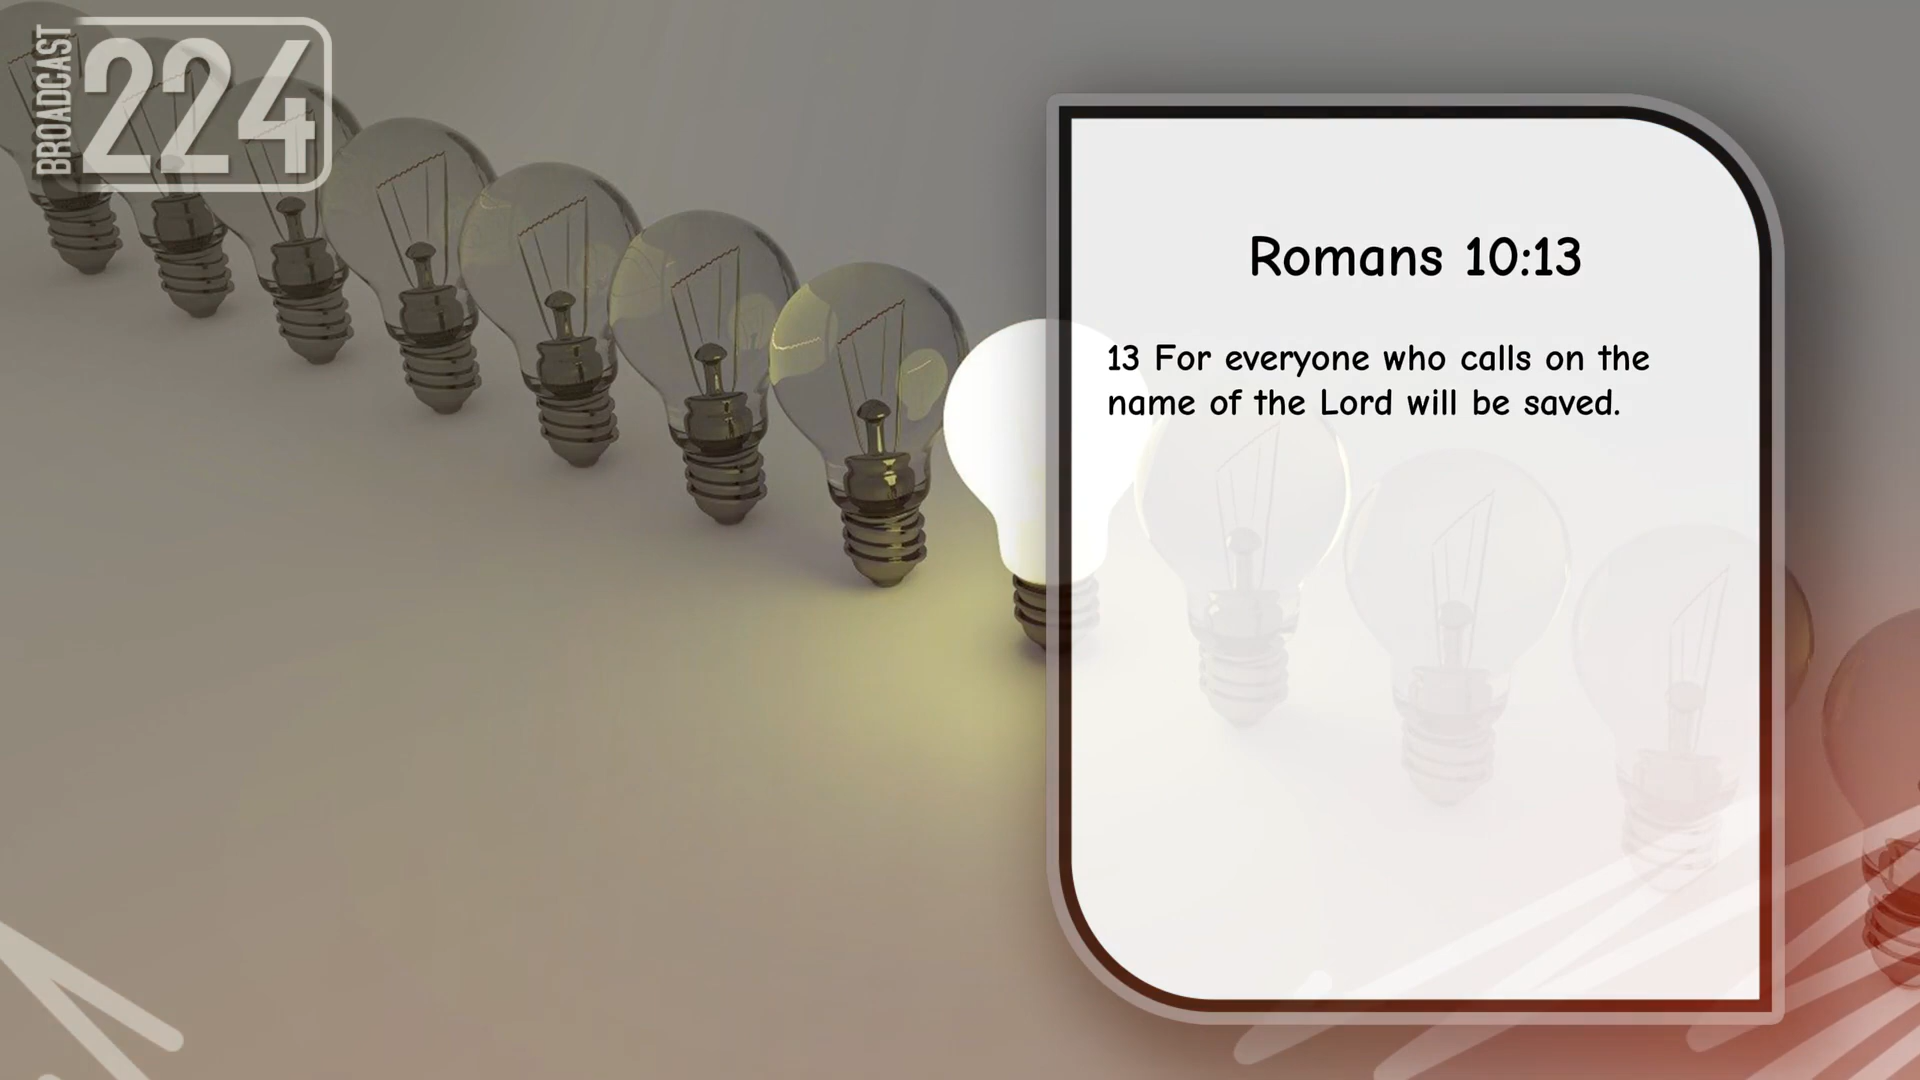 BROADCAST
224
Romans 10:13
13 For everyone who calls on the
name of the Lord will be saved.